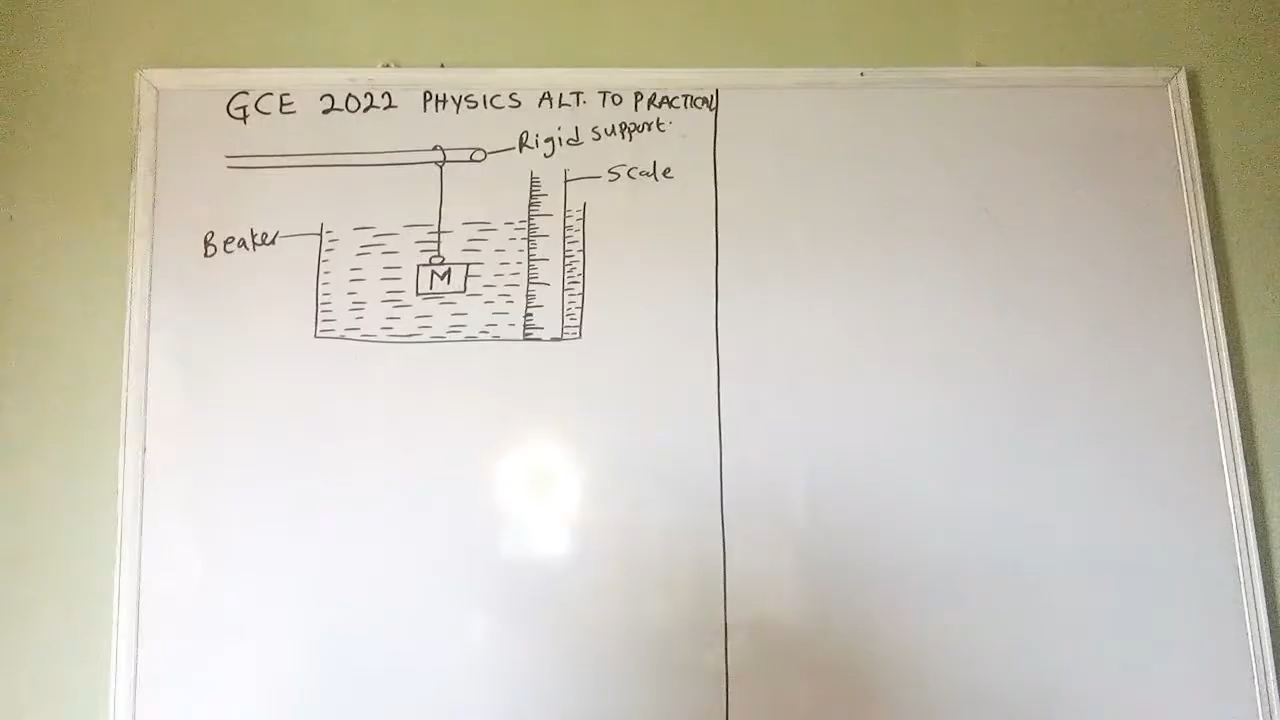 GCE 2022 PHYSICS ALT. TO PRACTICAL
Rigid support.
Scale
Beaker
M